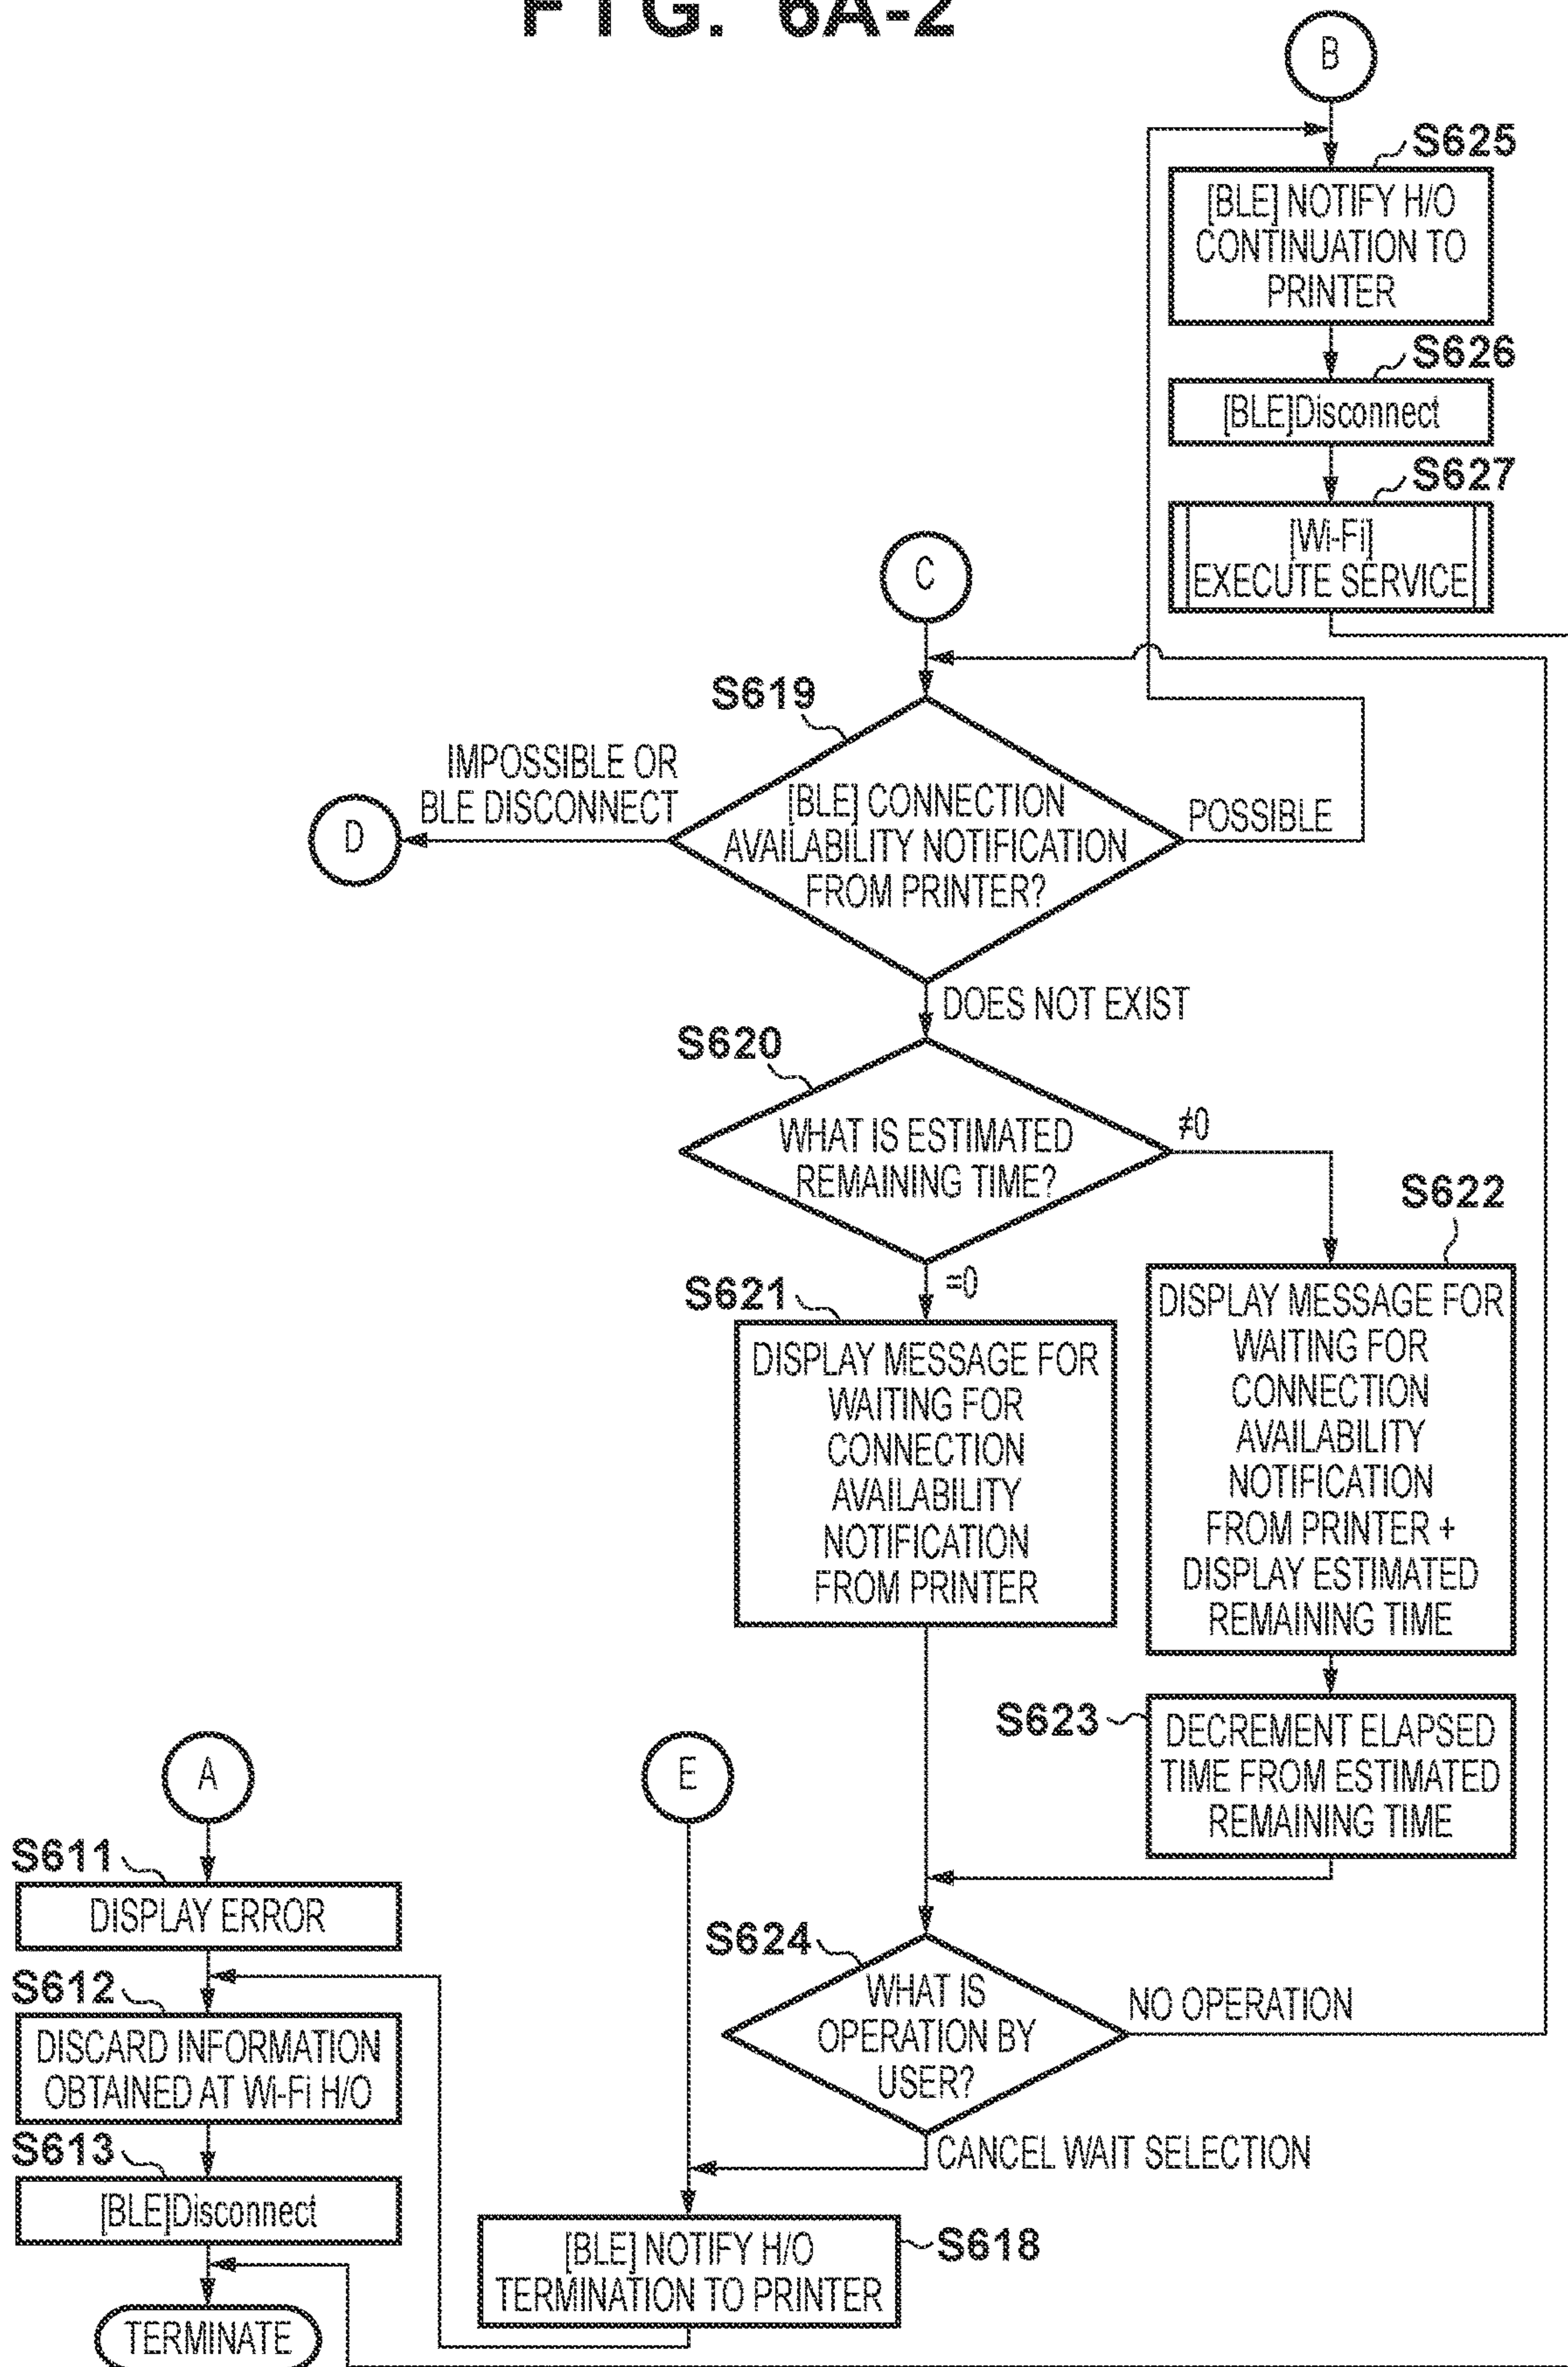 FIG. 6A-2
B
S625
[BLE] NOTIFY H/O
CONTINUATION TO
PRINTER
S626
[BLE]Disconnect
S627
[Wi-Fi]
EXECUTE SERVICE
C
S619
IMPOSSIBLE OR
BLE DISCONNECT
D
[BLE] CONNECTION
AVAILABILITY NOTIFICATION
FROM PRINTER?
POSSIBLE
DOES NOT EXIST
S620
WHAT IS ESTIMATED
REMAINING TIME?
≠0
=0
S621
DISPLAY MESSAGE FOR
WAITING FOR
CONNECTION
AVAILABILITY
NOTIFICATION
FROM PRINTER
S622
DISPLAY MESSAGE FOR
WAITING FOR
CONNECTION
AVAILABILITY
NOTIFICATION
FROM PRINTER +
DISPLAY ESTIMATED
REMAINING TIME
S623
DECREMENT ELAPSED
TIME FROM ESTIMATED
REMAINING TIME
A
E
S611
DISPLAY ERROR
S624
WHAT IS
OPERATION BY
USER?
NO OPERATION
CANCEL WAIT SELECTION
S612
DISCARD INFORMATION
OBTAINED AT Wi-Fi H/O
S613
[BLE]Disconnect
S618
[BLE] NOTIFY H/O
TERMINATION TO PRINTER
TERMINATE